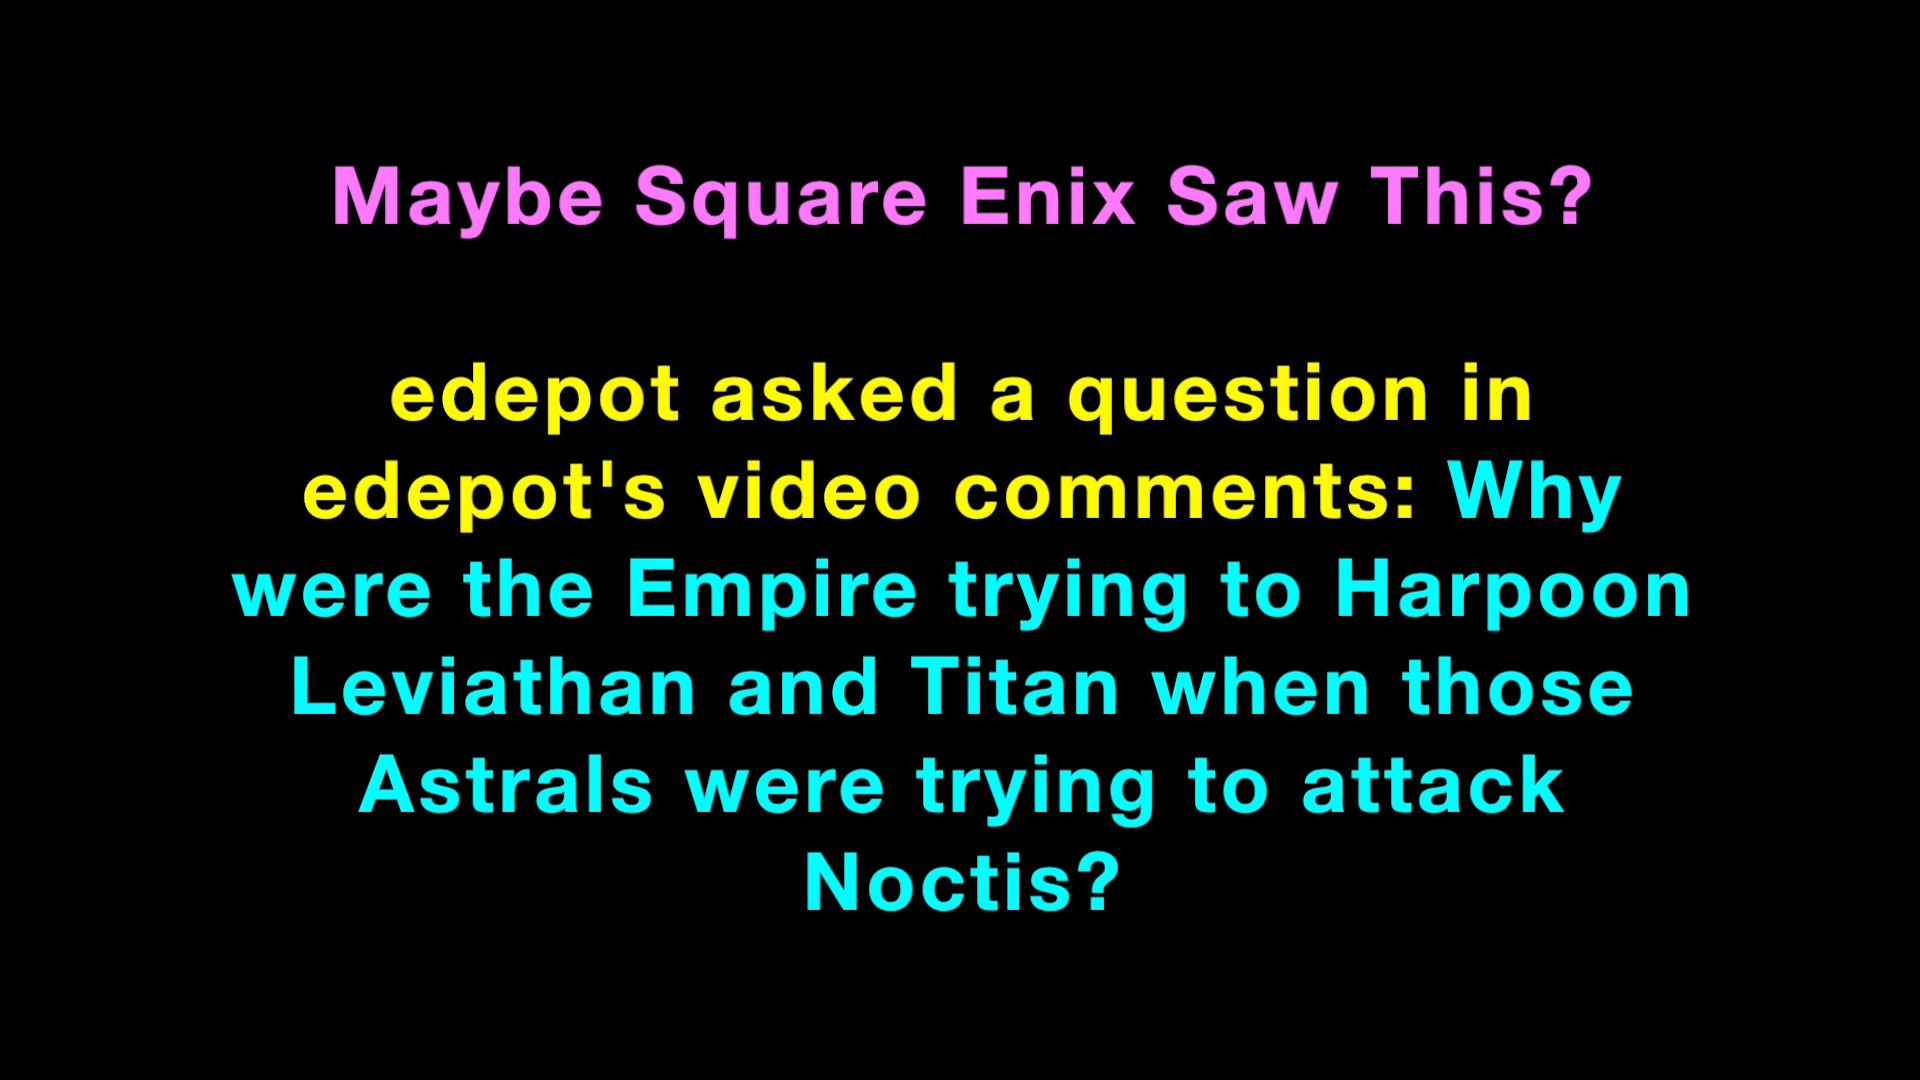 Maybe Square Enix Saw This?
edepot asked a question in
edepot's video comments: Why
were the Empire trying to Harpoon
Leviathan and Titan when those
Astrals were trying to attack
Noctis?